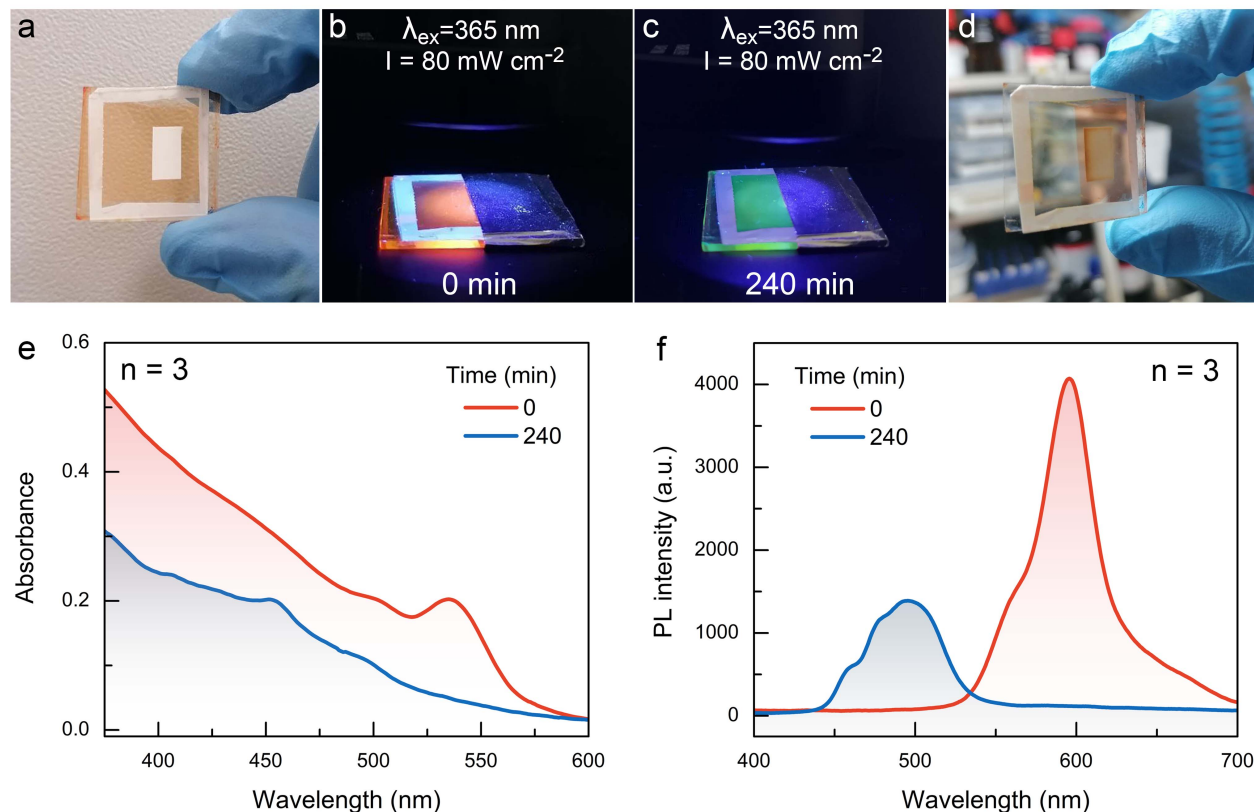 a
b
λex=365 nm
I = 80 mW cm⁻²
0 min
c
λex=365 nm
I = 80 mW cm⁻²
240 min
d
e
n = 3
Time (min)
0
240
0.6
0.4
0.2
0.0
Absorbance
400 450 500 550 600
Wavelength (nm)
f
n = 3
Time (min)
0
240
4000
3000
2000
1000
0
PL intensity (a.u.)
400 500 600 700
Wavelength (nm)